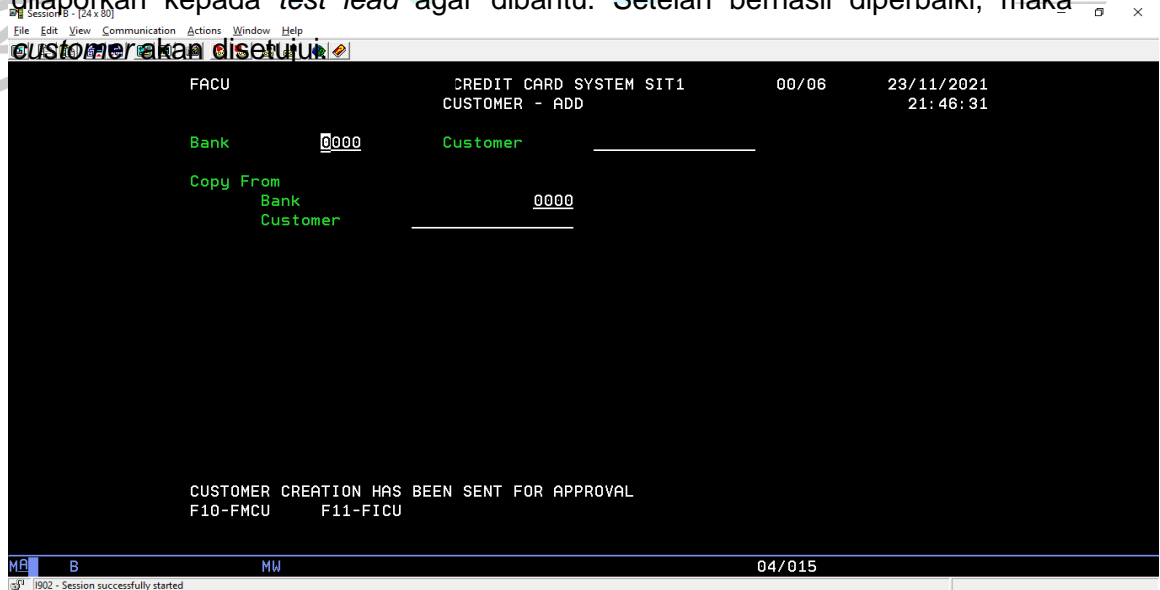 dilaporkan kepada test lead agar dibantu. Setelah berhasil diperbaiki, maka
Session B - [24 x 80]
File Edit View Communication Actions Window Help
customer akan disetujui.
FACU CREDIT CARD SYSTEM SIT1 00/06 23/11/2021
CUSTOMER - ADD 21:46:31
Bank 0000 Customer
Copy From
Bank 0000
Customer
CUSTOMER CREATION HAS BEEN SENT FOR APPROVAL
F10-FMCU F11-FICU
MA B MW 04/015
I902 - Session successfully started